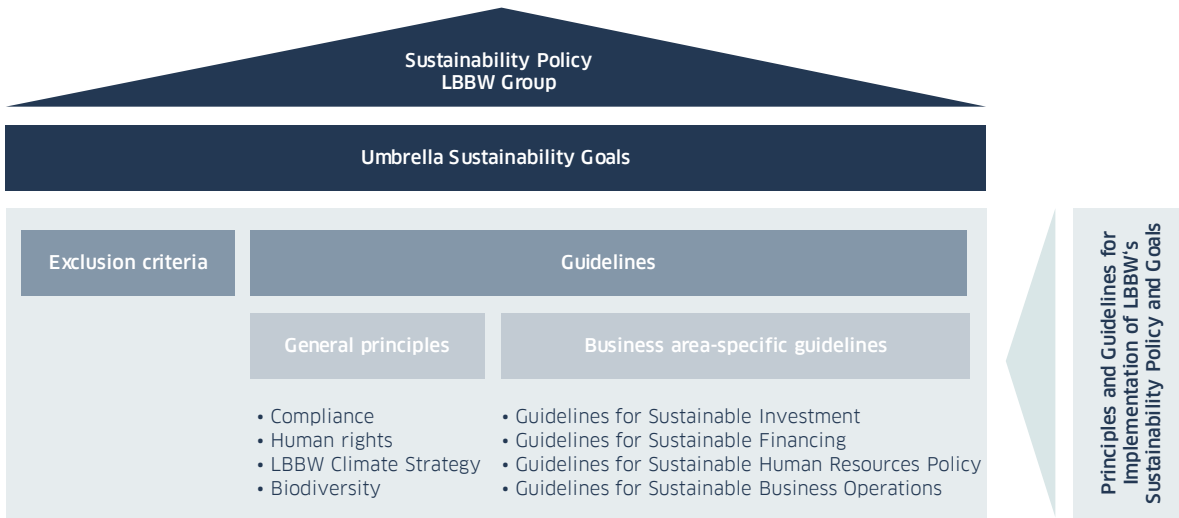 Sustainability Policy
LBBW Group
Umbrella Sustainability Goals
Exclusion criteria
Guidelines
General principles
Business area-specific guidelines
• Compliance
• Human rights
• LBBW Climate Strategy
• Biodiversity
• Guidelines for Sustainable Investment
• Guidelines for Sustainable Financing
• Guidelines for Sustainable Human Resources Policy
• Guidelines for Sustainable Business Operations
Principles and Guidelines for
Implementation of LBBW‘s
Sustainability Policy and Goals